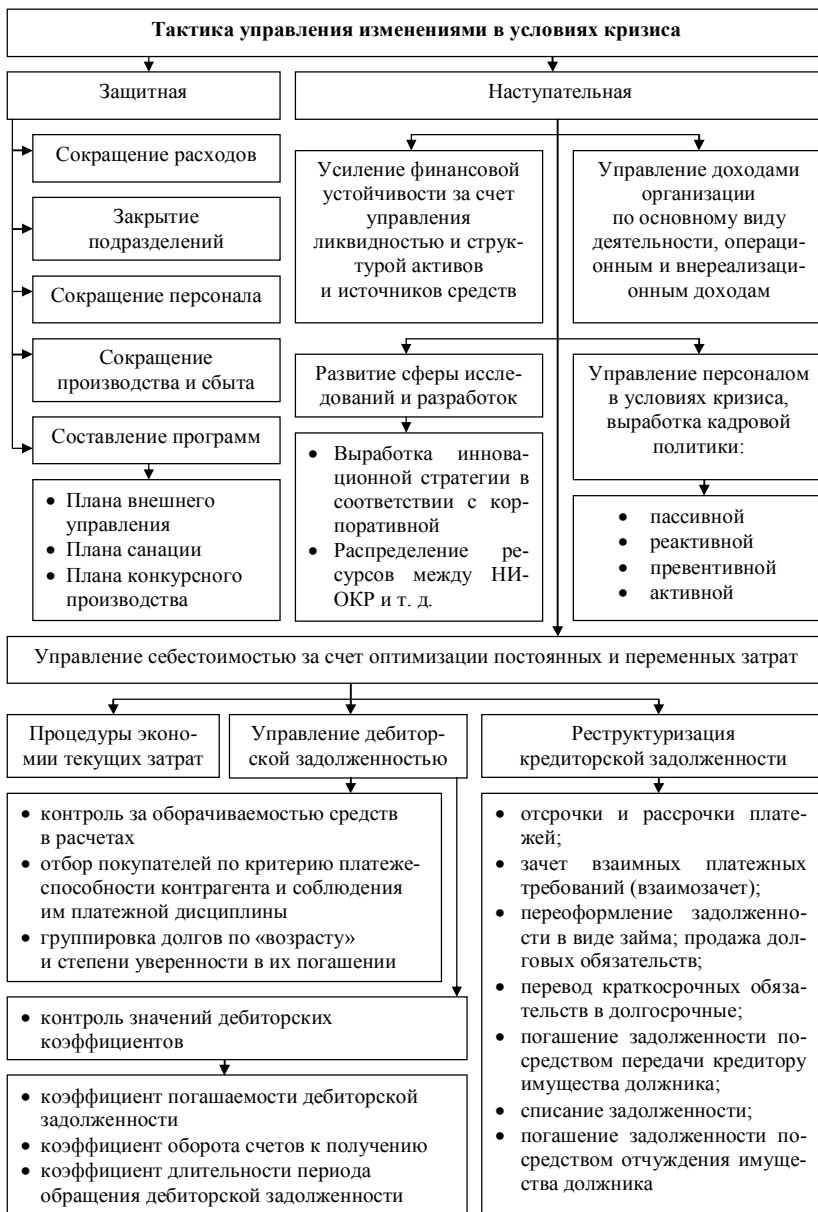 Тактика управления изменениями в условиях кризиса
Защитная
Наступательная
Сокращение расходов
Закрытие
подразделений
Сокращение персонала
Сокращение
производства и сбыта
Составление программ
• Плана внешнего
управления
• Плана санации
• Плана конкурсного
производства
Усиление финансовой
устойчивости за счет
управления
ликвидностью и струк-
турой активов
и источников средств
Управление доходами
организации
по основному виду
деятельности, операци-
онным и внереализаци-
онным доходам
Развитие сферы иссле-
дований и разработок
• Выработка иннова-
ционной стратегии в
соответствии с кор-
поративной
• Распределение ре-
сурсов между НИ-
ОКР и т. д.
Управление персоналом
в условиях кризиса,
выработка кадровой
политики:
• пассивной
• реактивной
• превентивной
• активной
Управление себестоимостью за счет оптимизации постоянных и переменных затрат
Процедуры эконо-
мии текущих затрат
Управление дебитор-
ской задолженностью
Реструктуризация
кредиторской задолженности
• контроль за оборачиваемостью средств
в расчетах
• отбор покупателей по критерию платеже-
способности контрагента и соблюдения
им платежной дисциплины
• группировка долгов по «возрасту»
и степени уверенности в их погашении
• контроль значений дебиторских
коэффициентов
• коэффициент погашаемости дебиторской
задолженности
• коэффициент оборота счетов к получению
• коэффициент длительности периода
обращения дебиторской задолженности
• отсрочки и рассрочки плате-
жей;
• зачет взаимных платежных
требований (взаимозачет);
• переоформление задолженно-
сти в виде займа; продажа дол-
говых обязательств;
• перевод краткосрочных обяза-
тельств в долгосрочные;
• погашение задолженности по-
средством передачи кредитору
имущества должника;
• списание задолженности;
• погашение задолженности по-
средством отчуждения имуще-
ства должника